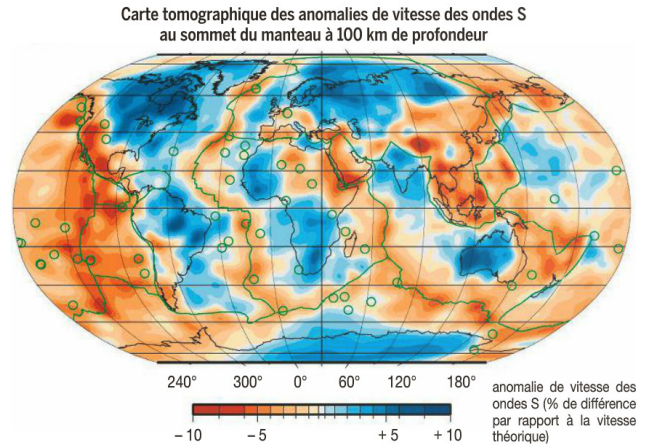 Carte tomographique des anomalies de vitesse des ondes S
au sommet du manteau à 100 km de profondeur
240° 300° 0° 60° 120° 180°
- 10 - 5 + 5 + 10
anomalie de vitesse des
ondes S (% de différence
par rapport à la vitesse
théorique)